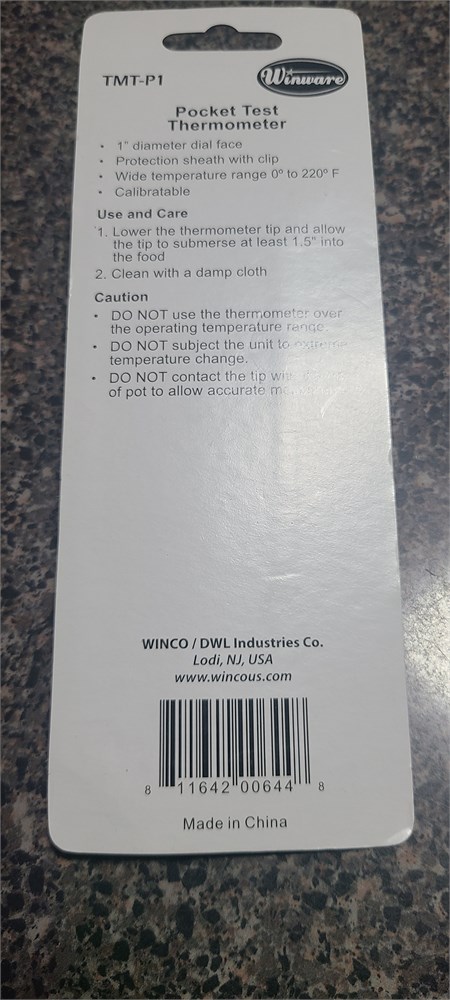 TMT-P1
Winware
Pocket Test
Thermometer
• 1" diameter dial face
• Protection sheath with clip
• Wide temperature range 0º to 220º F
• Calibratable
Use and Care
1. Lower the thermometer tip and allow
the tip to submerse at least 1.5" into
the food
2. Clean with a damp cloth
Caution
• DO NOT use the thermometer over
the operating temperature range.
• DO NOT subject the unit to extreme
temperature change.
• DO NOT contact the tip
of pot to allow accurate
WINCO / DWL Industries Co.
Lodi, NJ, USA
www.wincous.com
8 11642 00644 8
Made in China